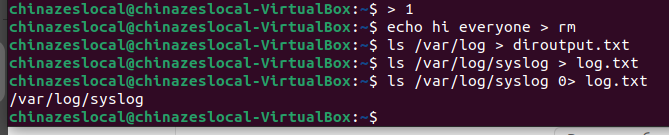 chinazeslocal@chinazeslocal-VirtualBox:~$ > 1
chinazeslocal@chinazeslocal-VirtualBox:~$ echo hi everyone > rm
chinazeslocal@chinazeslocal-VirtualBox:~$ ls /var/log > diroutput.txt
chinazeslocal@chinazeslocal-VirtualBox:~$ ls /var/log/syslog > log.txt
chinazeslocal@chinazeslocal-VirtualBox:~$ ls /var/log/syslog 0> log.txt
/var/log/syslog
chinazeslocal@chinazeslocal-VirtualBox:~$